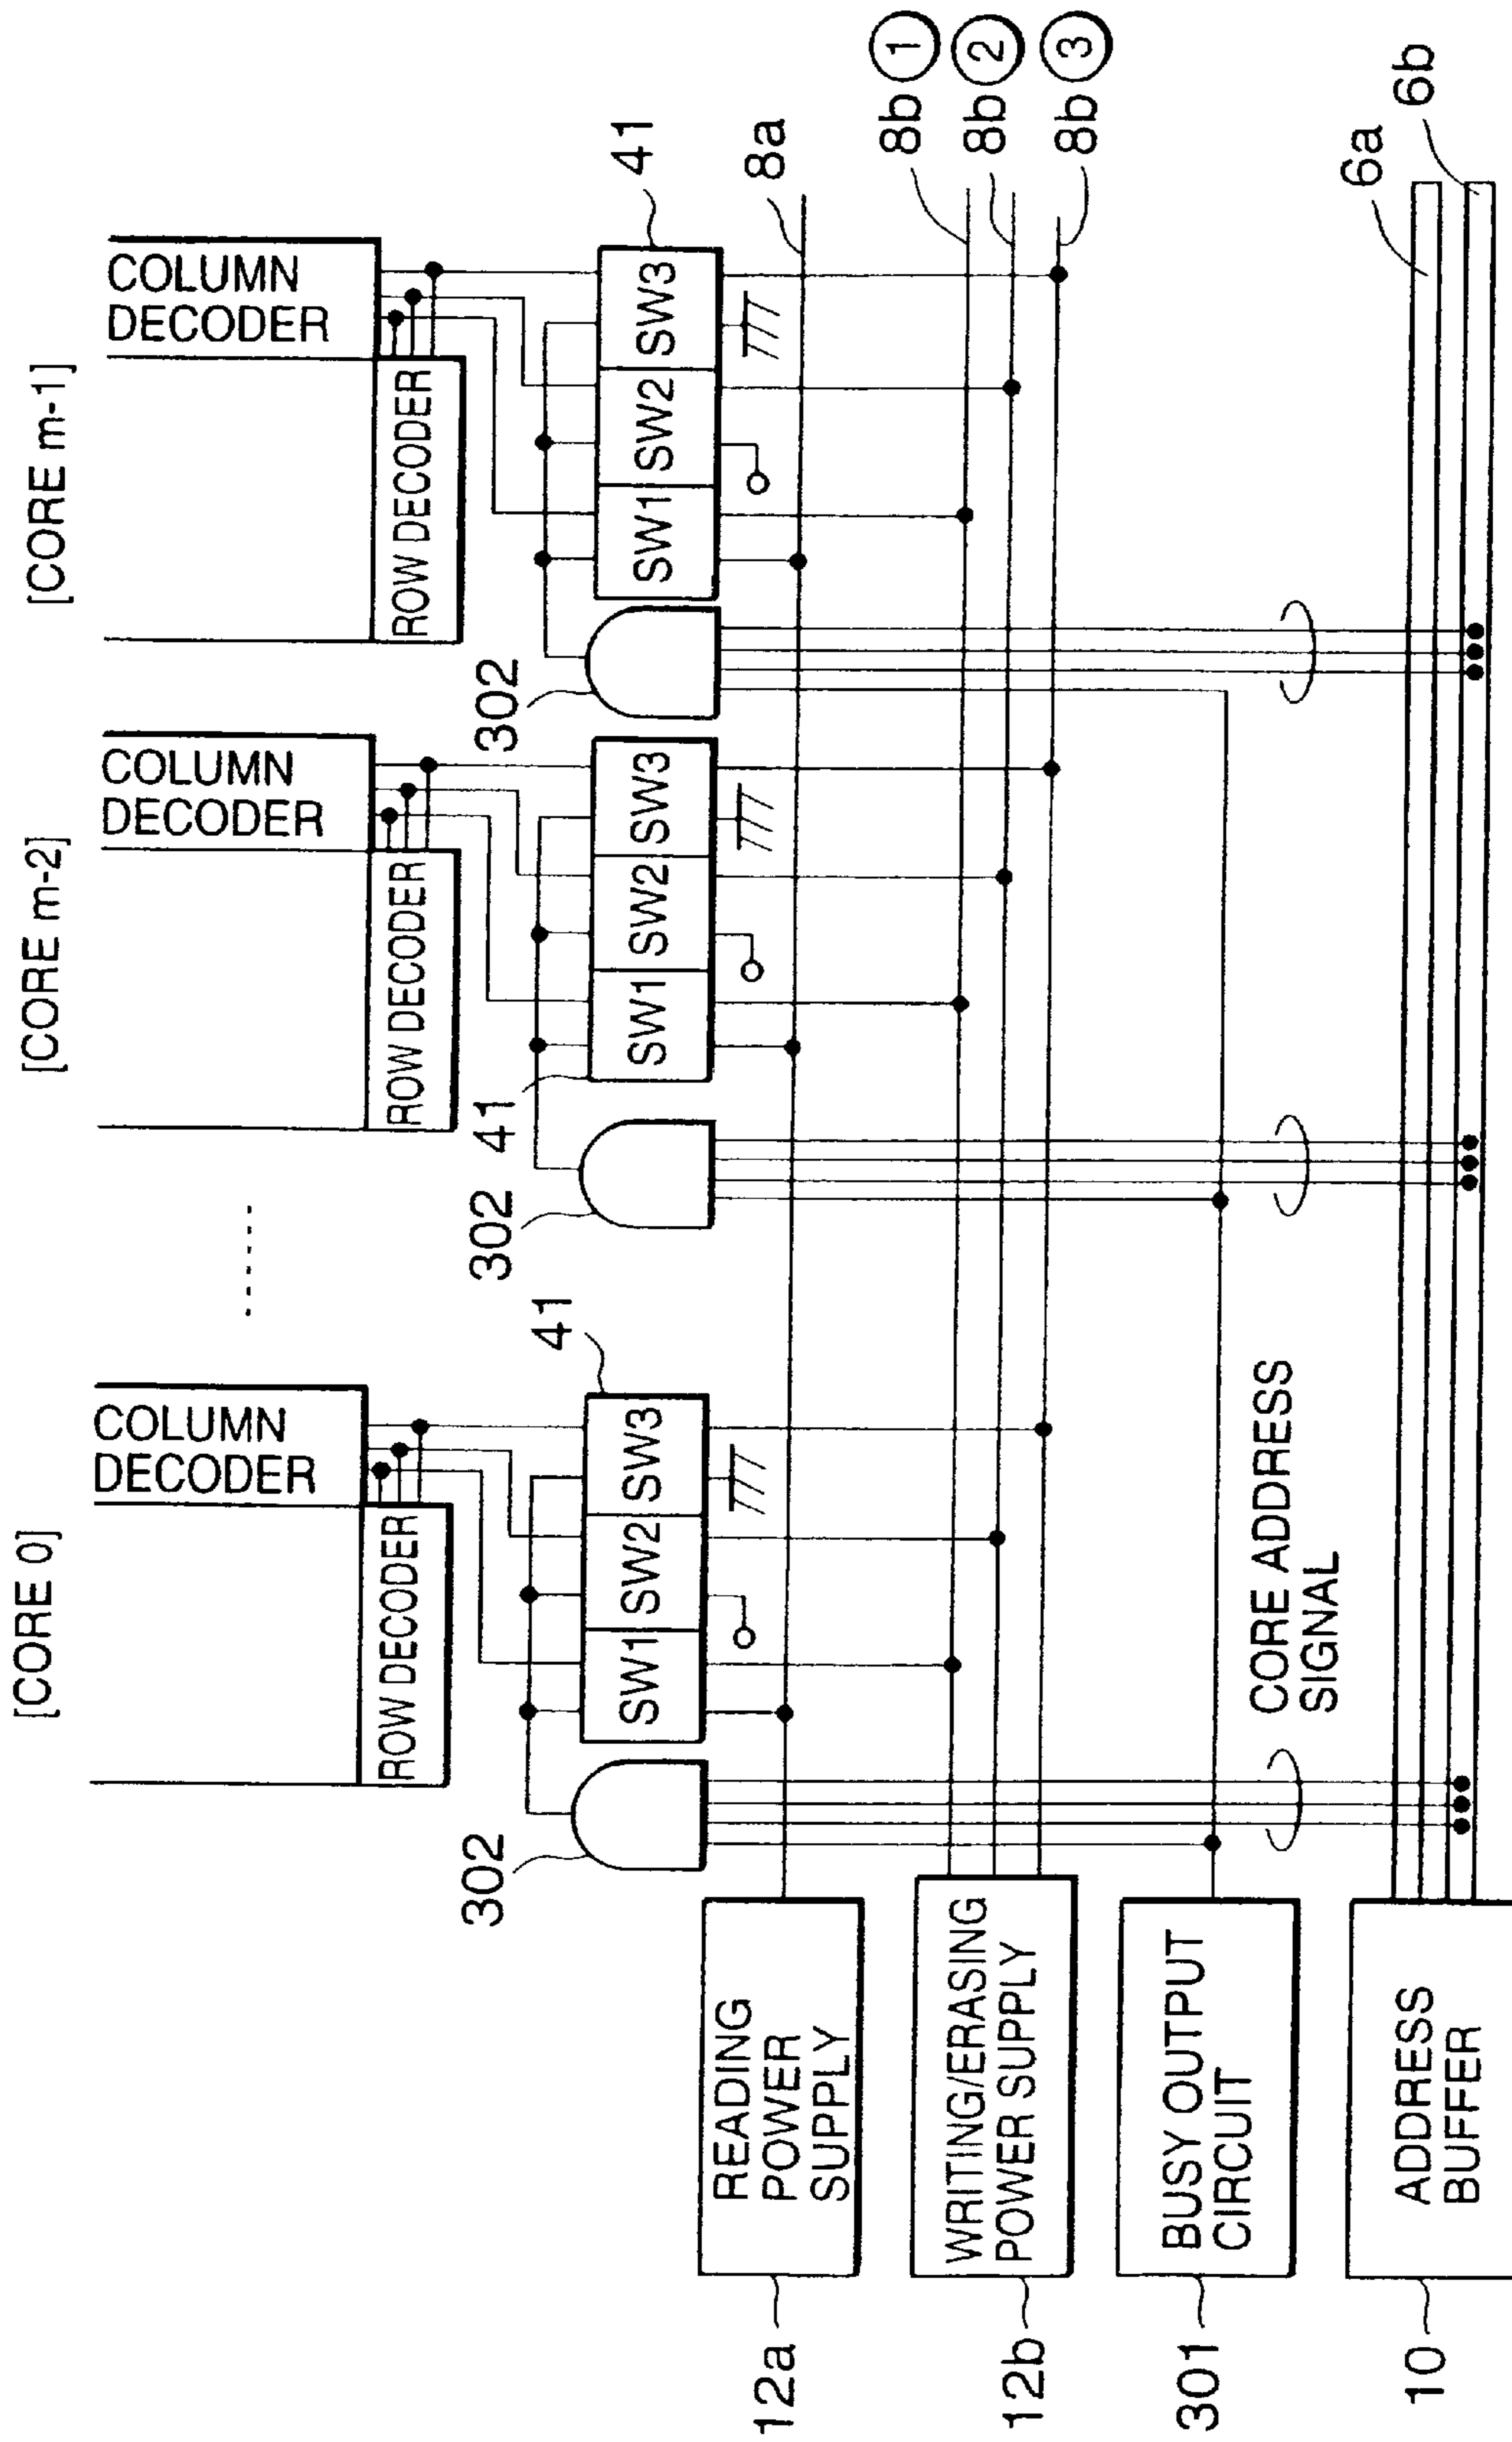 [CORE 0]
[CORE m-2]
[CORE m-1]
COLUMN
DECODER
ROW DECODER
COLUMN
DECODER
ROW DECODER
COLUMN
DECODER
ROW DECODER
302
SW1
SW2
SW3
41
302
41
SW1
SW2
SW3
302
SW1
SW2
SW3
41
12a
READING
POWER
SUPPLY
8a
12b
WRITING/ERASING
POWER SUPPLY
8b 1
8b 2
8b 3
301
BUSY OUTPUT
CIRCUIT
CORE ADDRESS
SIGNAL
10
ADDRESS
BUFFER
6a
6b